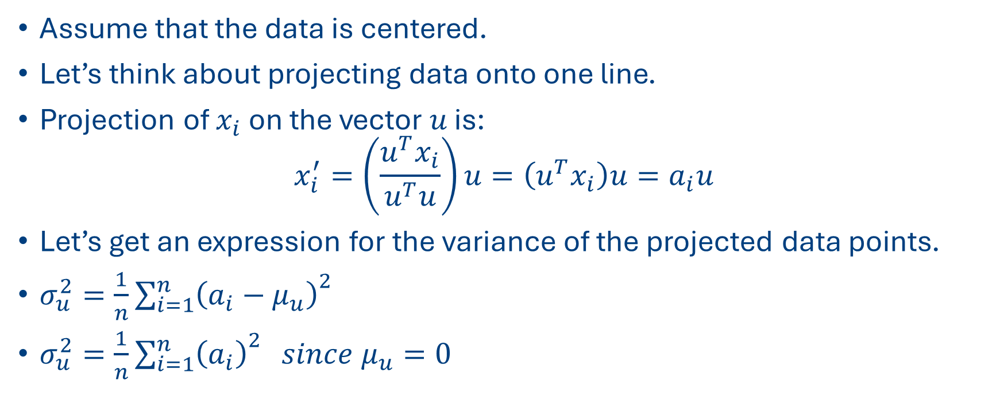 • Assume that the data is centered.
• Let's think about projecting data onto one line.
• Projection of $x_i$ on the vector $u$ is:
$x_i' = \left(\frac{u^T x_i}{u^T u}\right) u = (u^T x_i)u = a_i u$
• Let's get an expression for the variance of the projected data points.
• $\sigma_u^2 = \frac{1}{n} \sum_{i=1}^{n} (a_i - \mu_u)^2$
• $\sigma_u^2 = \frac{1}{n} \sum_{i=1}^{n} (a_i)^2 \;\; since \; \mu_u = 0$